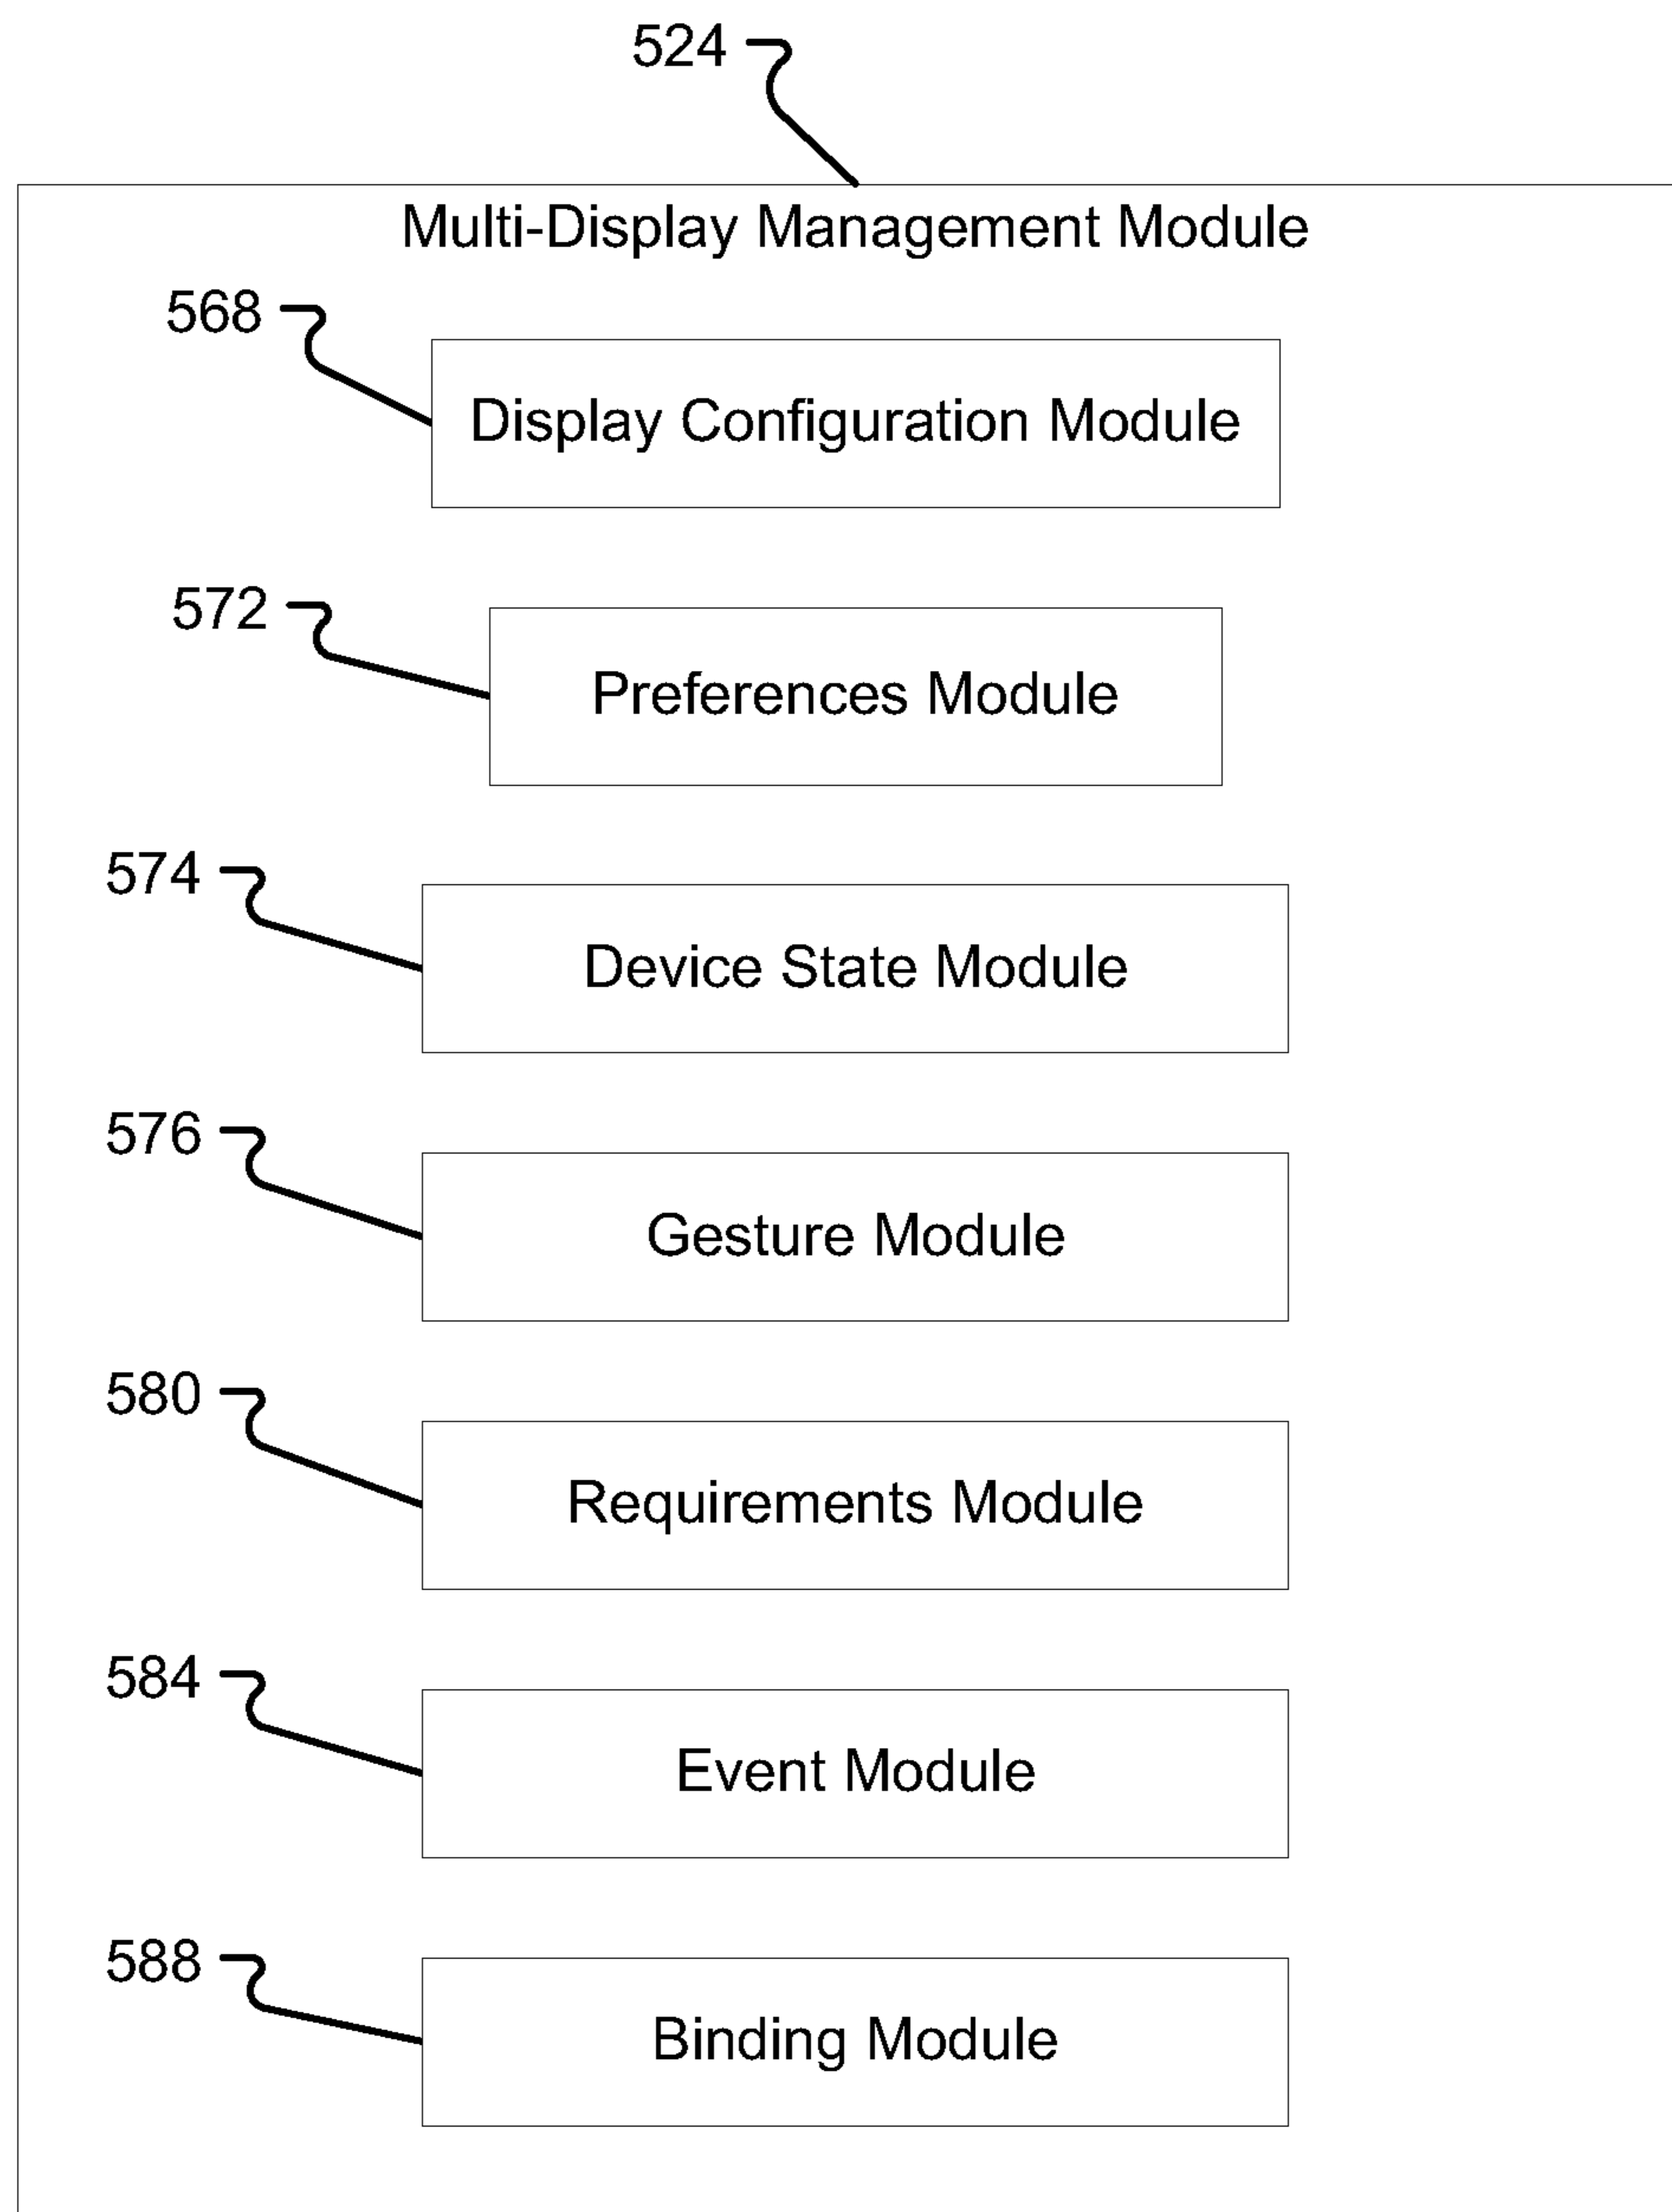 524
Multi-Display Management Module
568
Display Configuration Module
572
Preferences Module
574
Device State Module
576
Gesture Module
580
Requirements Module
584
Event Module
588
Binding Module